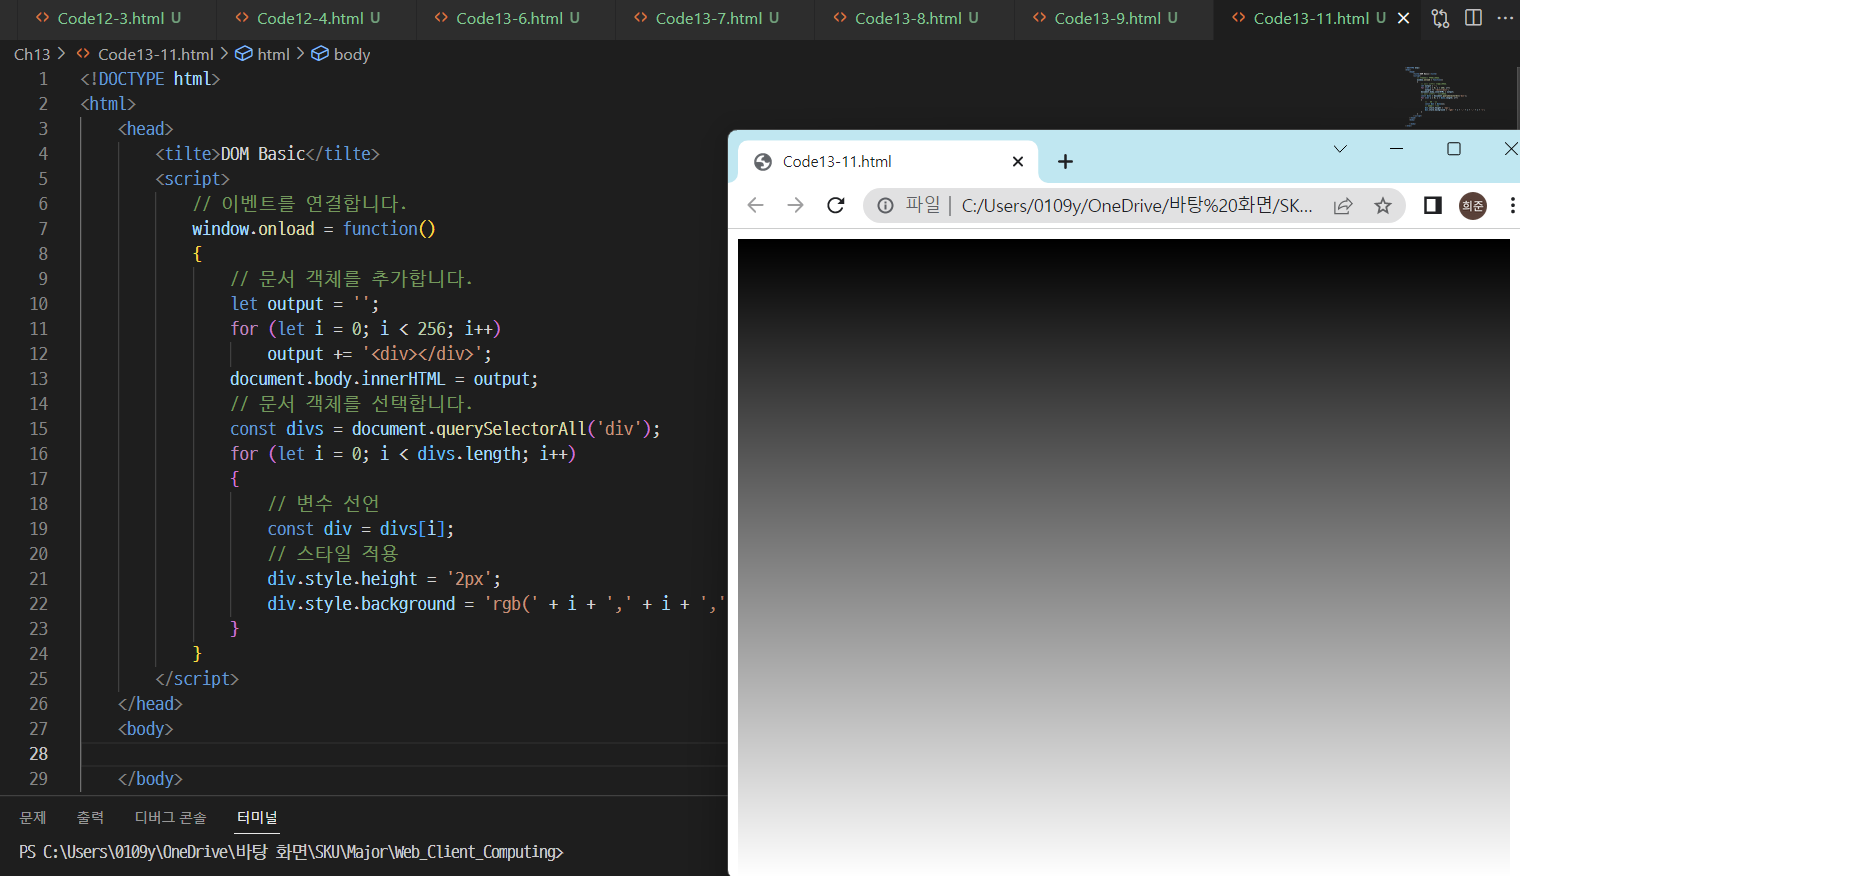 Code12-3.html U Code12-4.html U Code13-6.html U Code13-7.html U Code13-8.html U Code13-9.html U Code13-11.html U
Ch13 > Code13-11.html > html > body
1 <!DOCTYPE html>
2 <html>
3 <head>
4 <tilte>DOM Basic</tilte>
5 <script>
6 // 이벤트를 연결합니다.
7 window.onload = function()
8 {
9 // 문서 객체를 추가합니다.
10 let output = '';
11 for (let i = 0; i < 256; i++)
12 output += '<div></div>';
13 document.body.innerHTML = output;
14 // 문서 객체를 선택합니다.
15 const divs = document.querySelectorAll('div');
16 for (let i = 0; i < divs.length; i++)
17 {
18 // 변수 선언
19 const div = divs[i];
20 // 스타일 적용
21 div.style.height = '2px';
22 div.style.background = 'rgb(' + i + ',' + i + ','
23 }
24 }
25 </script>
26 </head>
27 <body>
28
29 </body>
문제 출력 디버그 콘솔 터미널
PS C:\Users\0109y\OneDrive\바탕 화면\SKU\Major\Web_Client_Computing>
Code13-11.html
파일 | C:/Users/0109y/OneDrive/바탕%20화면/SK...
희준